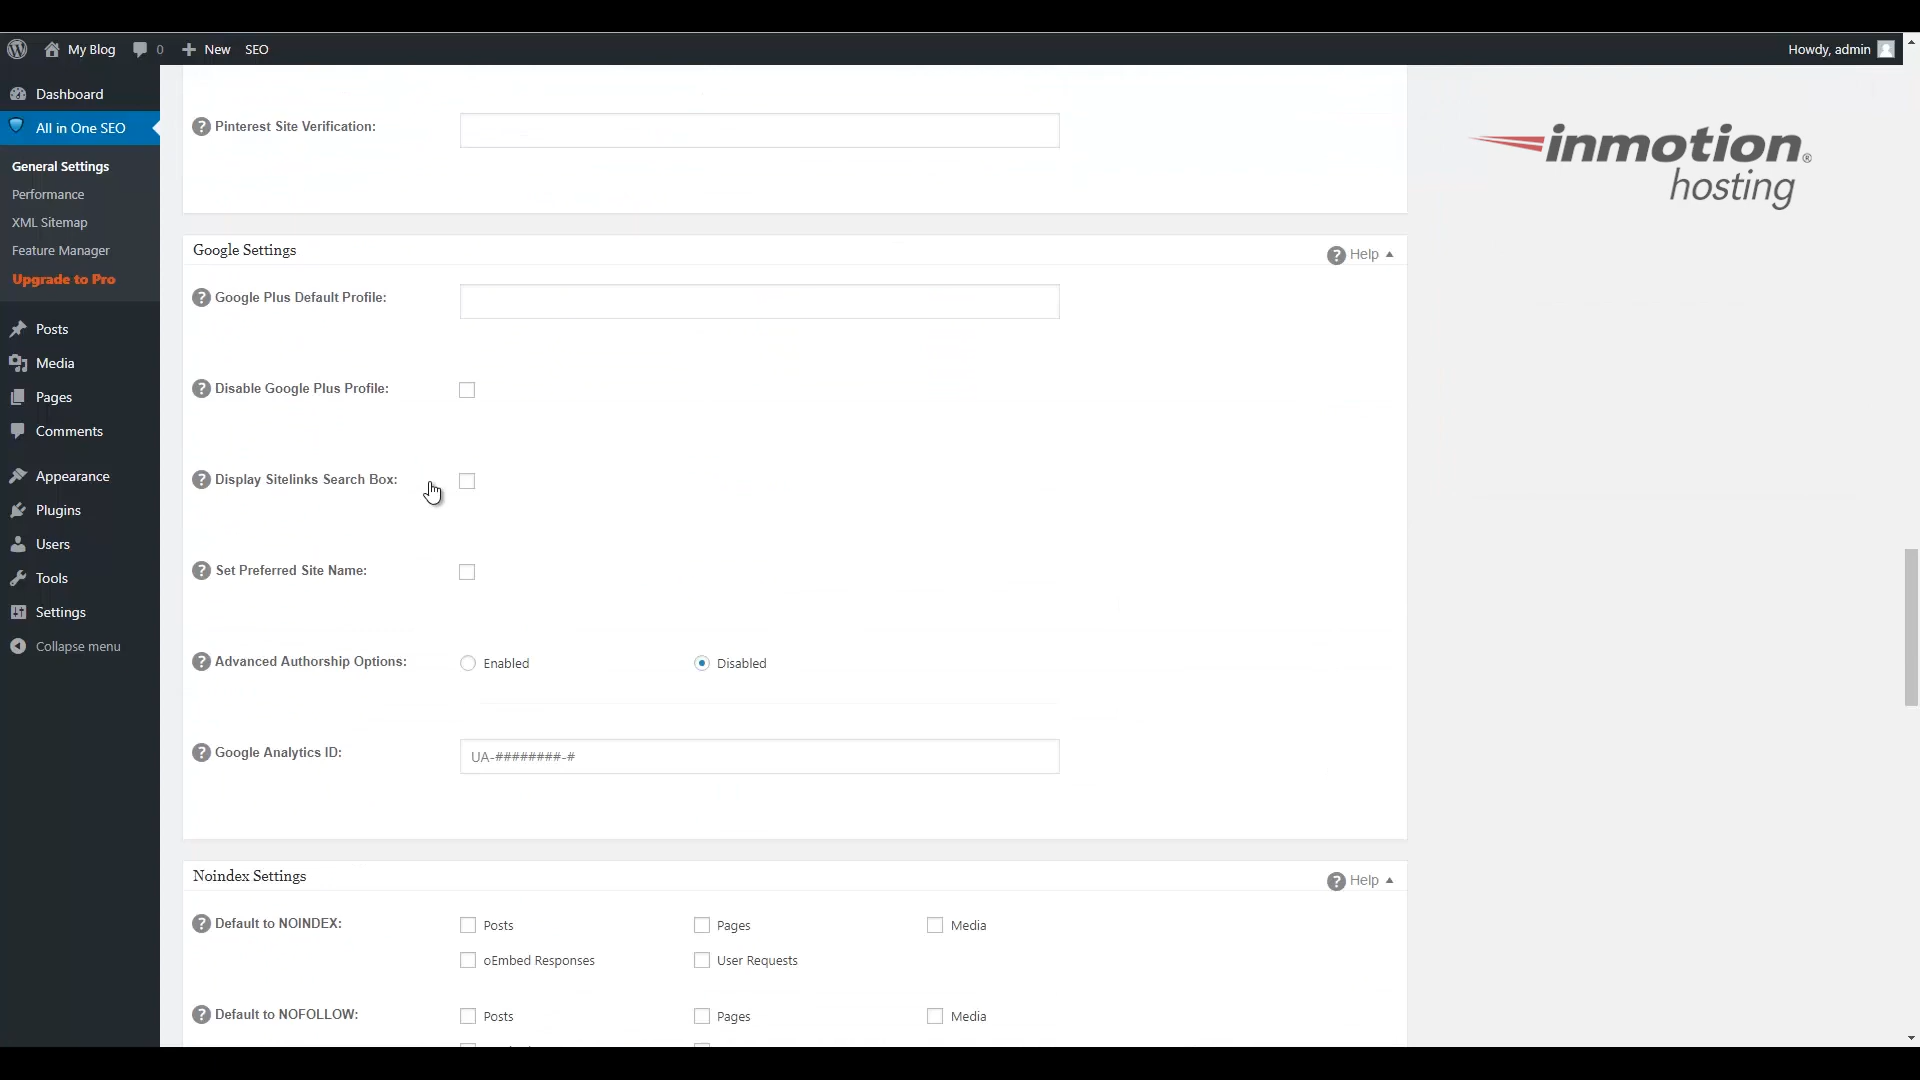 My Blog 0 New SEO Howdy, admin
Dashboard
All in One SEO
General Settings
Performance
XML Sitemap
Feature Manager
Upgrade to Pro
Posts
Media
Pages
Comments
Appearance
Plugins
Users
Tools
Settings
Collapse menu
Pinterest Site Verification:
Google Settings
Help
Google Plus Default Profile:
Disable Google Plus Profile:
Display Sitelinks Search Box:
Set Preferred Site Name:
Advanced Authorship Options: Enabled Disabled
Google Analytics ID: UA-########-#
Noindex Settings
Help
Default to NOINDEX: Posts Pages Media
oEmbed Responses User Requests
Default to NOFOLLOW: Posts Pages Media
inmotion®
hosting